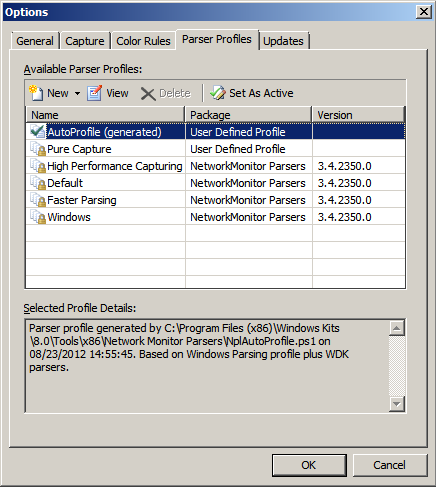 Options
General Capture Color Rules Parser Profiles Updates
Available Parser Profiles:
New View Delete Set As Active
Name Package Version
AutoProfile (generated) User Defined Profile
Pure Capture User Defined Profile
High Performance Capturing NetworkMonitor Parsers 3.4.2350.0
Default NetworkMonitor Parsers 3.4.2350.0
Faster Parsing NetworkMonitor Parsers 3.4.2350.0
Windows NetworkMonitor Parsers 3.4.2350.0
Selected Profile Details:
Parser profile generated by C:\Program Files (x86)\Windows Kits
\8.0\Tools\x86\Network Monitor Parsers\NplAutoProfile.ps1 on
08/23/2012 14:55:45. Based on Windows Parsing profile plus WDK
parsers.
OK Cancel